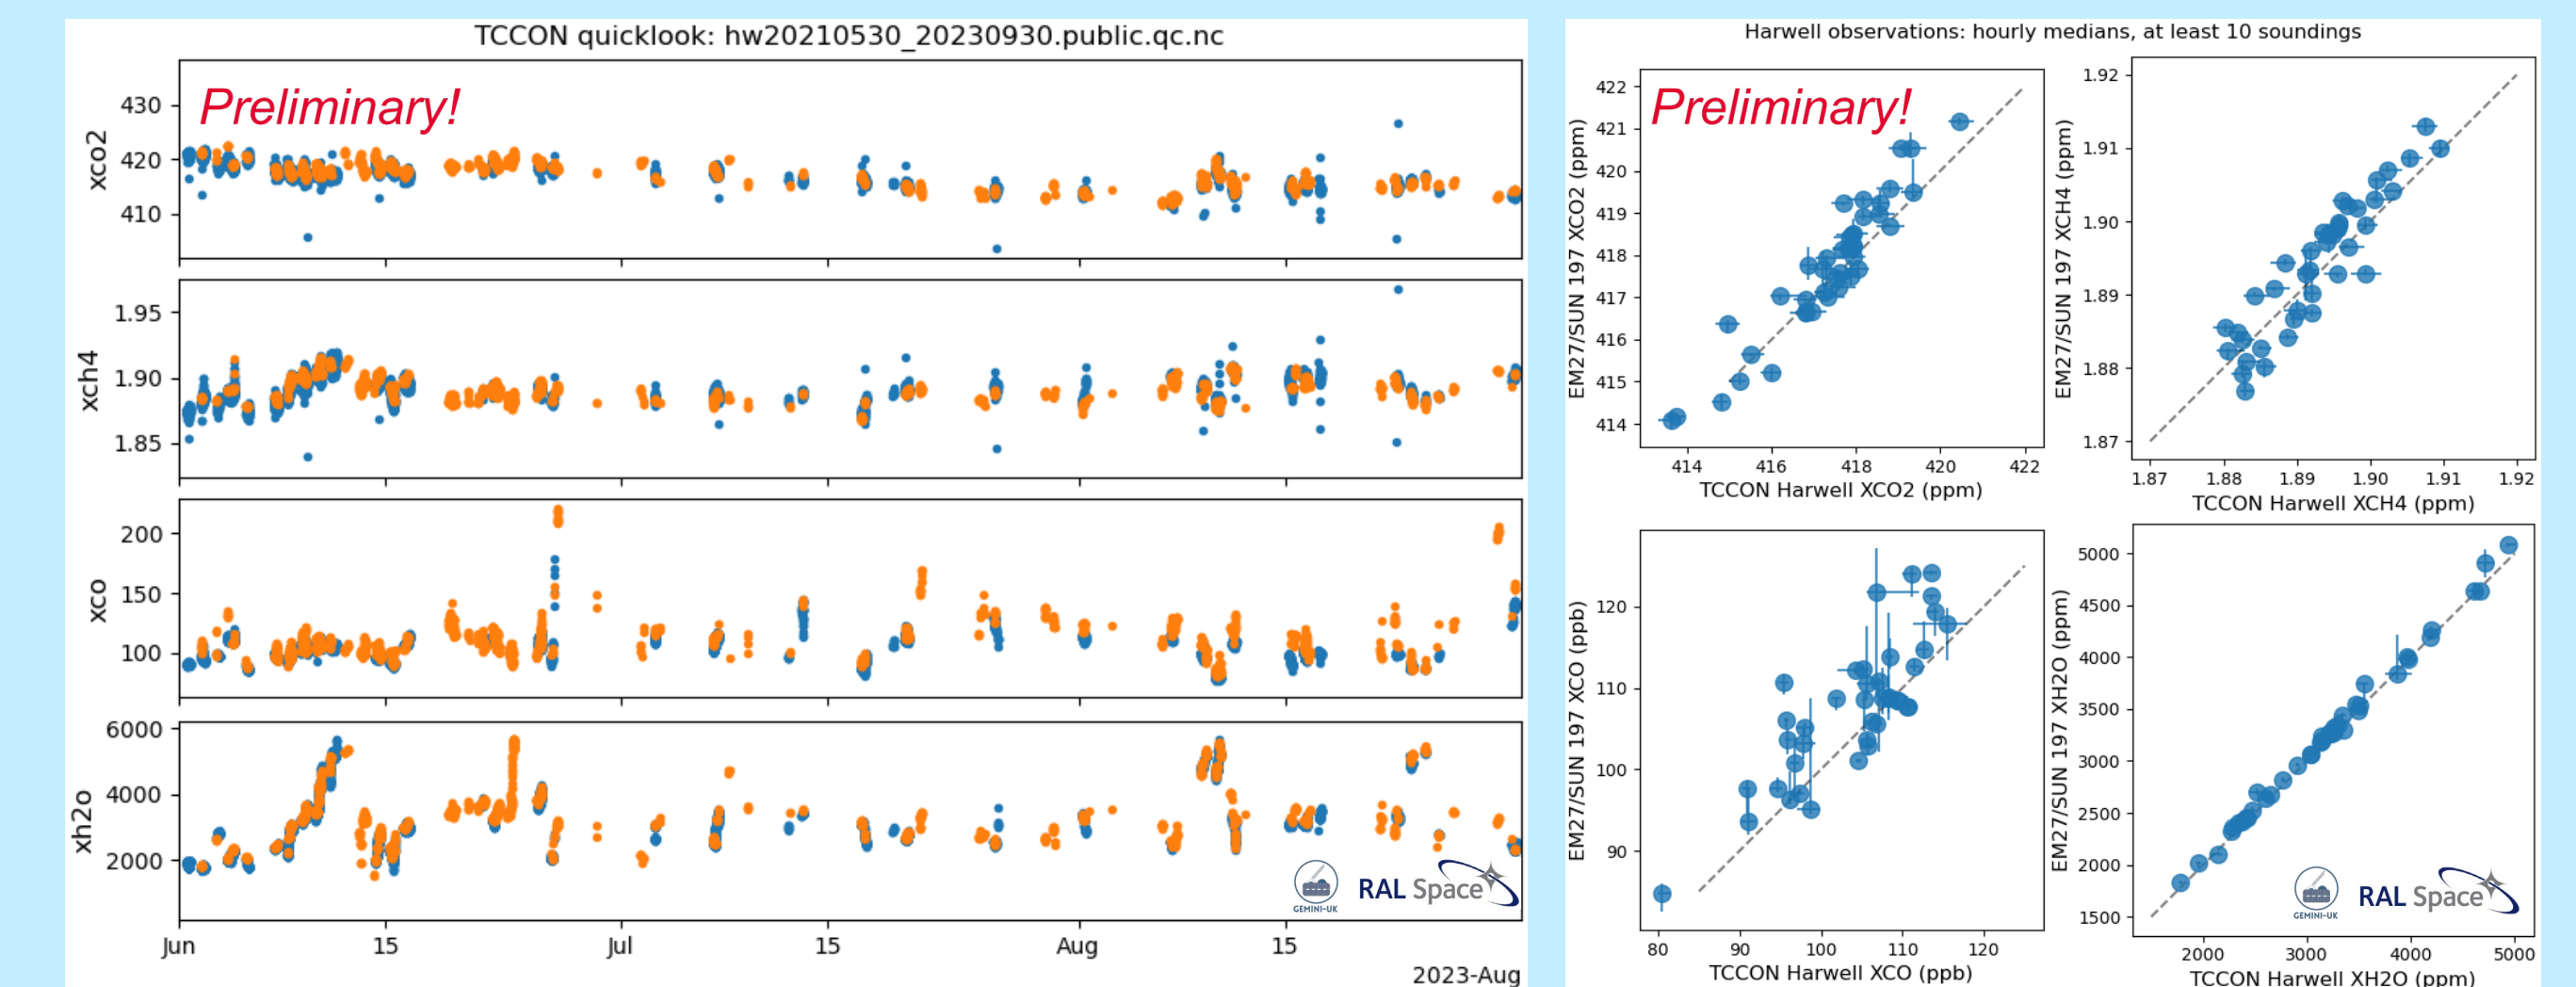 TCCON quicklook: hw20210530_20230930.public.qc.nc
Preliminary!
xco2
430
420
410
xch4
1.95
1.90
1.85
xco
200
150
100
xh2o
6000
4000
2000
GEMINI-UK
RAL Space
Jun
15
Jul
15
Aug
15
2023-Aug
Harwell observations: hourly medians, at least 10 soundings
Preliminary!
EM27/SUN 197 XCO2 (ppm)
422
421
420
419
418
417
416
415
414
414
416
418
420
422
TCCON Harwell XCO2 (ppm)
EM27/SUN 197 XCH4 (ppm)
1.92
1.91
1.90
1.89
1.88
1.87
1.87
1.88
1.89
1.90
1.91
1.92
TCCON Harwell XCH4 (ppm)
EM27/SUN 197 XCO (ppb)
120
110
100
90
80
90
100
110
120
TCCON Harwell XCO (ppb)
EM27/SUN 197 XH2O (ppm)
5000
4500
4000
3500
3000
2500
2000
1500
GEMINI-UK
RAL Space
2000
3000
4000
5000
TCCON Harwell XH2O (ppm)